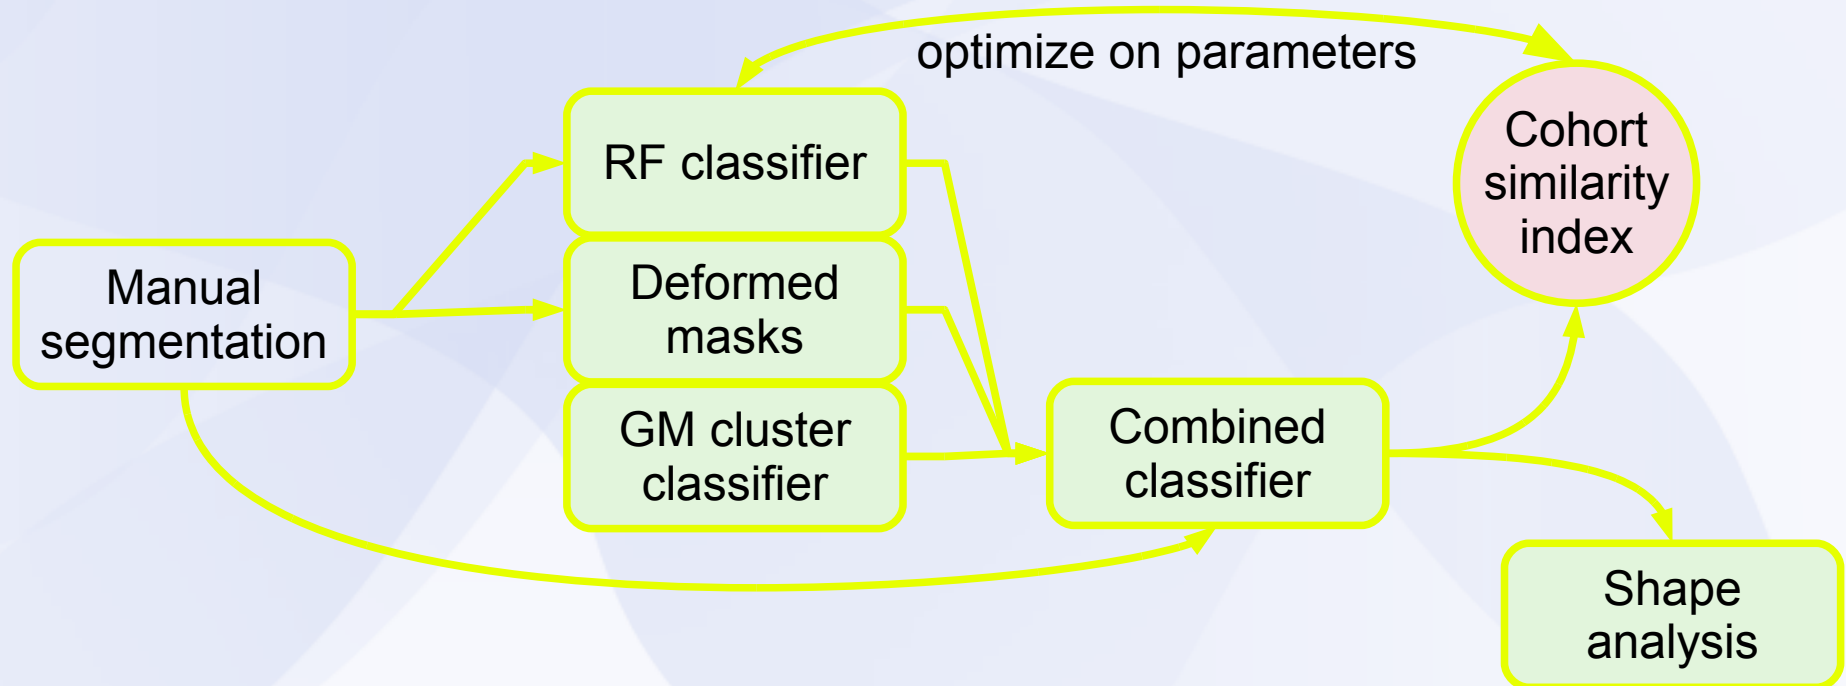 optimize on parameters
RF classifier
Cohort
similarity
index
Manual
segmentation
Deformed
masks
GM cluster
classifier
Combined
classifier
Shape
analysis